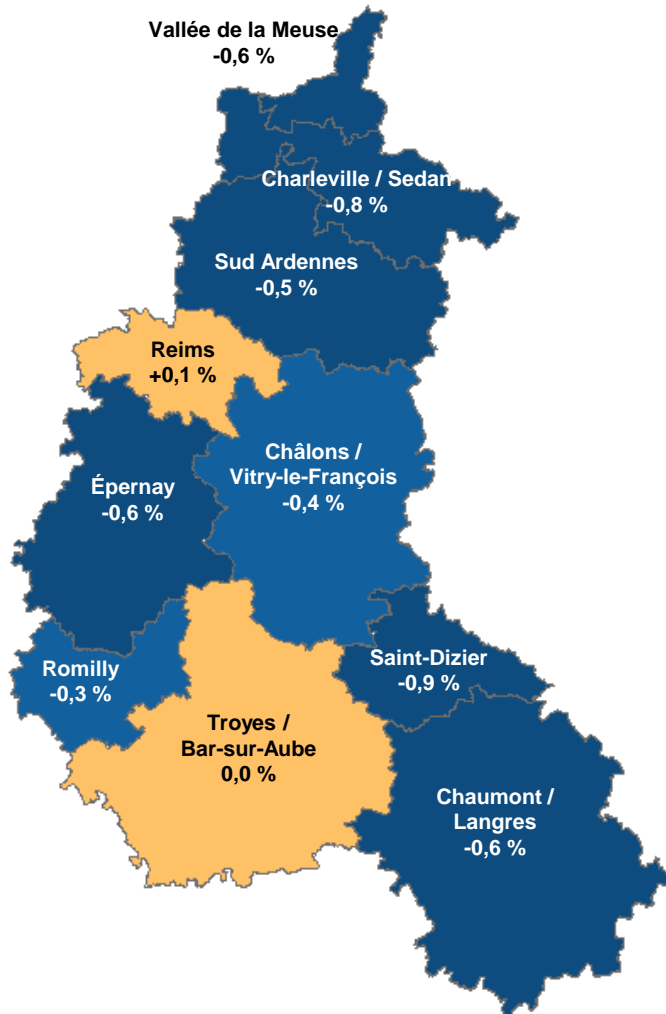 Vallée de la Meuse
-0,6 %
Charleville / Sedan
-0,8 %
Sud Ardennes
-0,5 %
Reims
+0,1 %
Châlons /
Vitry-le-François
-0,4 %
Épernay
-0,6 %
Saint-Dizier
-0,9 %
Romilly
-0,3 %
Troyes /
Bar-sur-Aube
0,0 %
Chaumont /
Langres
-0,6 %